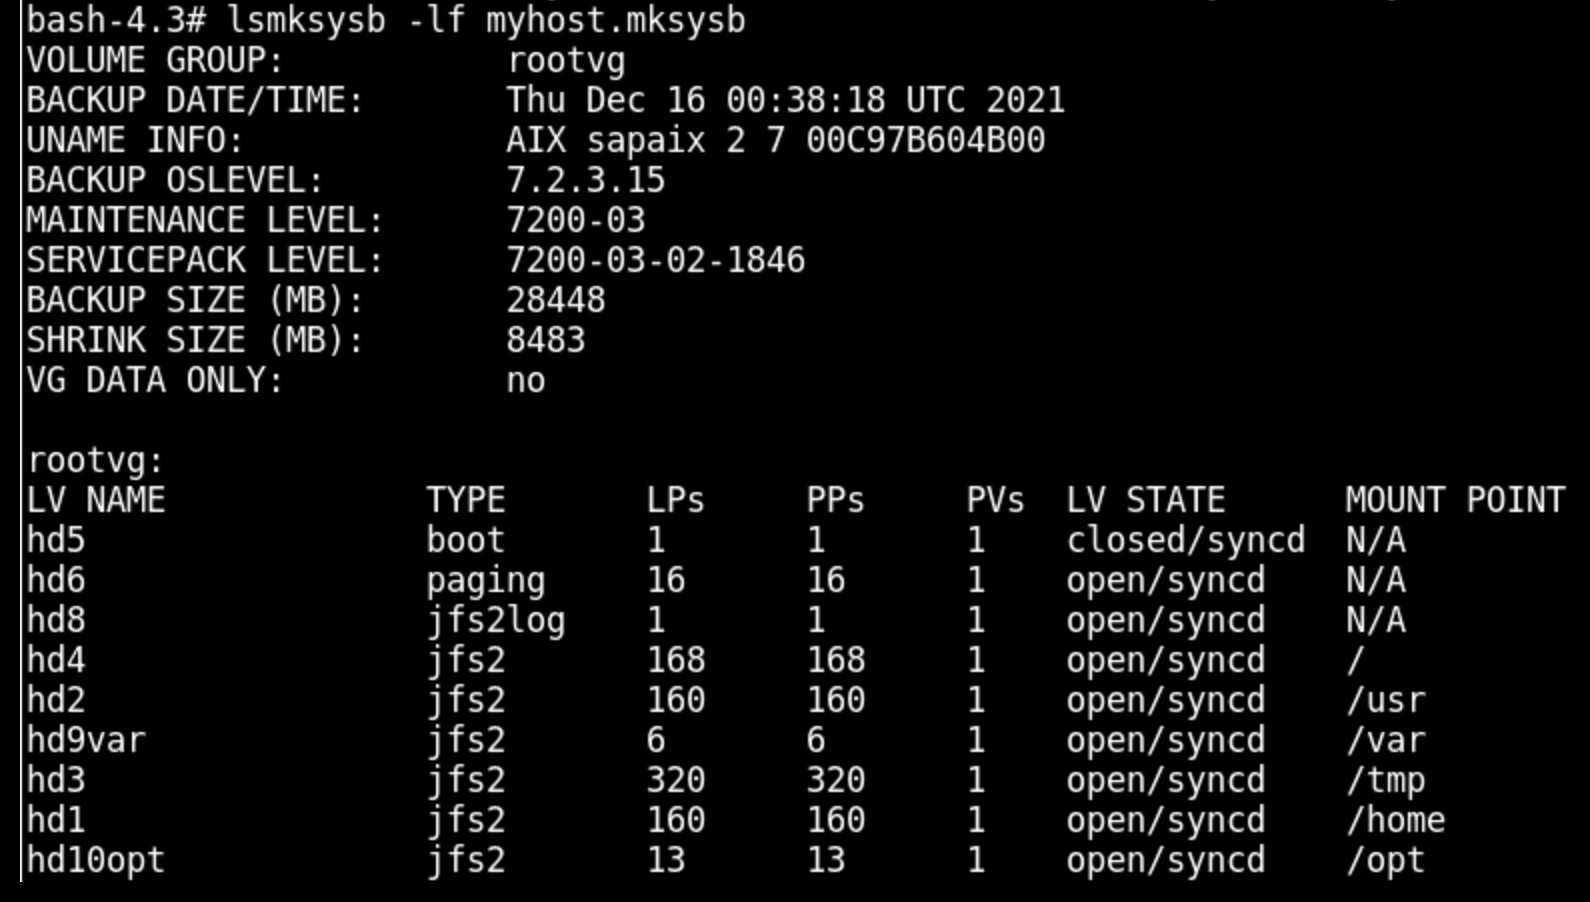 bash-4.3# lsmksysb -lf myhost.mksysb
VOLUME GROUP:           rootvg
BACKUP DATE/TIME:       Thu Dec 16 00:38:18 UTC 2021
UNAME INFO:             AIX sapaix 2 7 00C97B604B00
BACKUP OSLEVEL:         7.2.3.15
MAINTENANCE LEVEL:      7200-03
SERVICEPACK LEVEL:      7200-03-02-1846
BACKUP SIZE (MB):       28448
SHRINK SIZE (MB):       8483
VG DATA ONLY:           no

rootvg:
LV NAME             TYPE       LPs     PPs     PVs  LV STATE      MOUNT POINT
hd5                 boot       1       1       1    closed/syncd  N/A
hd6                 paging     16      16      1    open/syncd    N/A
hd8                 jfs2log    1       1       1    open/syncd    N/A
hd4                 jfs2       168     168     1    open/syncd    /
hd2                 jfs2       160     160     1    open/syncd    /usr
hd9var              jfs2       6       6       1    open/syncd    /var
hd3                 jfs2       320     320     1    open/syncd    /tmp
hd1                 jfs2       160     160     1    open/syncd    /home
hd10opt             jfs2       13      13      1    open/syncd    /opt